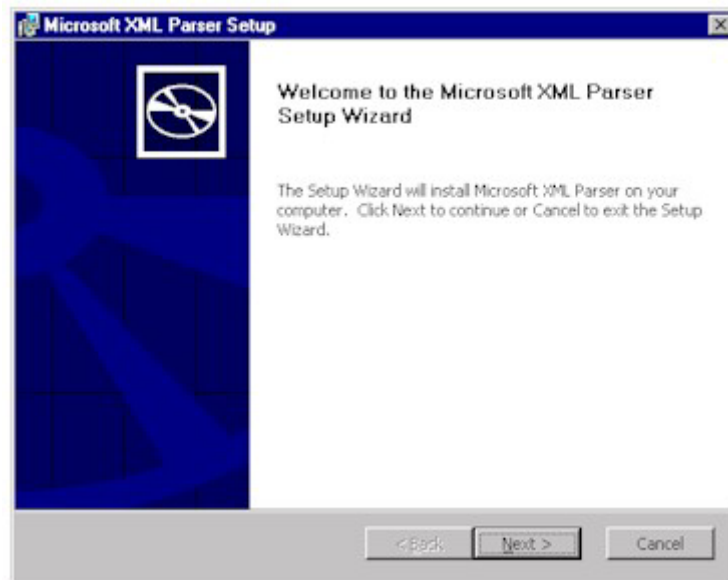 Microsoft XML Parser Setup
Welcome to the Microsoft XML Parser
Setup Wizard
The Setup Wizard will install Microsoft XML Parser on your
computer. Click Next to continue or Cancel to exit the Setup
Wizard.
< Back
Next >
Cancel